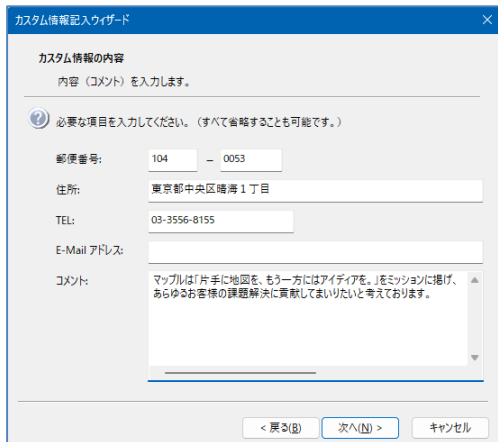 カスタム情報記入ウィザード
カスタム情報の内容
内容（コメント）を入力します。
必要な項目を入力してください。（すべて省略することも可能です。）
郵便番号: 104 – 0053
住所: 東京都中央区晴海１丁目
TEL: 03-3556-8155
E-Mail アドレス:
コメント: マップルは「片手に地図を、もう一方にはアイディアを。」をミッションに掲げ、
あらゆるお客様の課題解決に貢献してまいりたいと考えております。
< 戻る(B) 次へ(N) > キャンセル